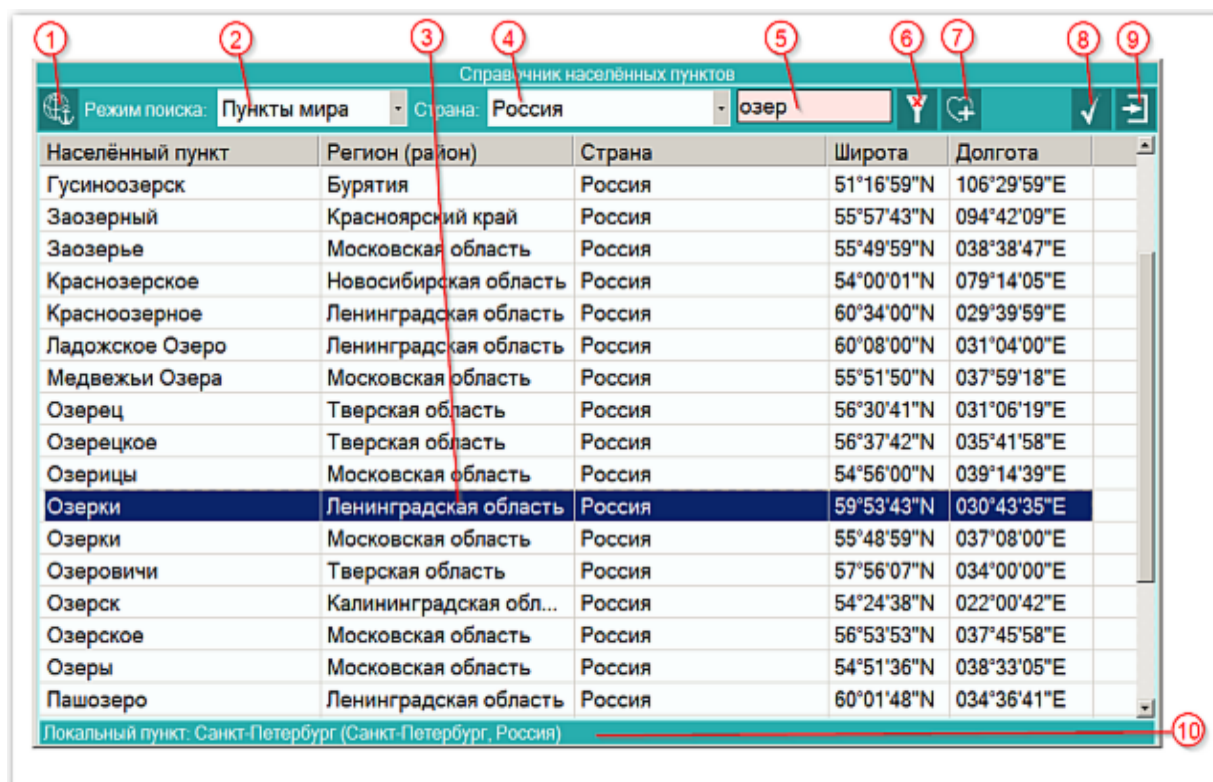 1 2 3 4 5 6 7 8 9
Справочник населённых пунктов
Режим поиска: Пункты мира Страна: Россия озер
Населённый пункт Регион (район) Страна Широта Долгота
Гусиноозерск Бурятия Россия 51°16'59"N 106°29'59"E
Заозерный Красноярский край Россия 55°57'43"N 094°42'09"E
Заозерье Московская область Россия 55°49'59"N 038°38'47"E
Краснозерское Новосибирская область Россия 54°00'01"N 079°14'05"E
Красноозерное Ленинградская область Россия 60°34'00"N 029°39'59"E
Ладожское Озеро Ленинградская область Россия 60°08'00"N 031°04'00"E
Медвежьи Озера Московская область Россия 55°51'50"N 037°59'18"E
Озерец Тверская область Россия 56°30'41"N 031°06'19"E
Озерецкое Тверская область Россия 56°37'42"N 035°41'58"E
Озерицы Московская область Россия 54°56'00"N 039°14'39"E
Озерки Ленинградская область Россия 59°53'43"N 030°43'35"E
Озерки Московская область Россия 55°48'59"N 037°08'00"E
Озеровичи Тверская область Россия 57°56'07"N 034°00'00"E
Озерск Калининградская обл... Россия 54°24'38"N 022°00'42"E
Озерское Московская область Россия 56°53'53"N 037°45'58"E
Озеры Московская область Россия 54°51'36"N 038°33'05"E
Пашозеро Ленинградская область Россия 60°01'48"N 034°36'41"E
Локальный пункт: Санкт-Петербург (Санкт-Петербург, Россия) 10